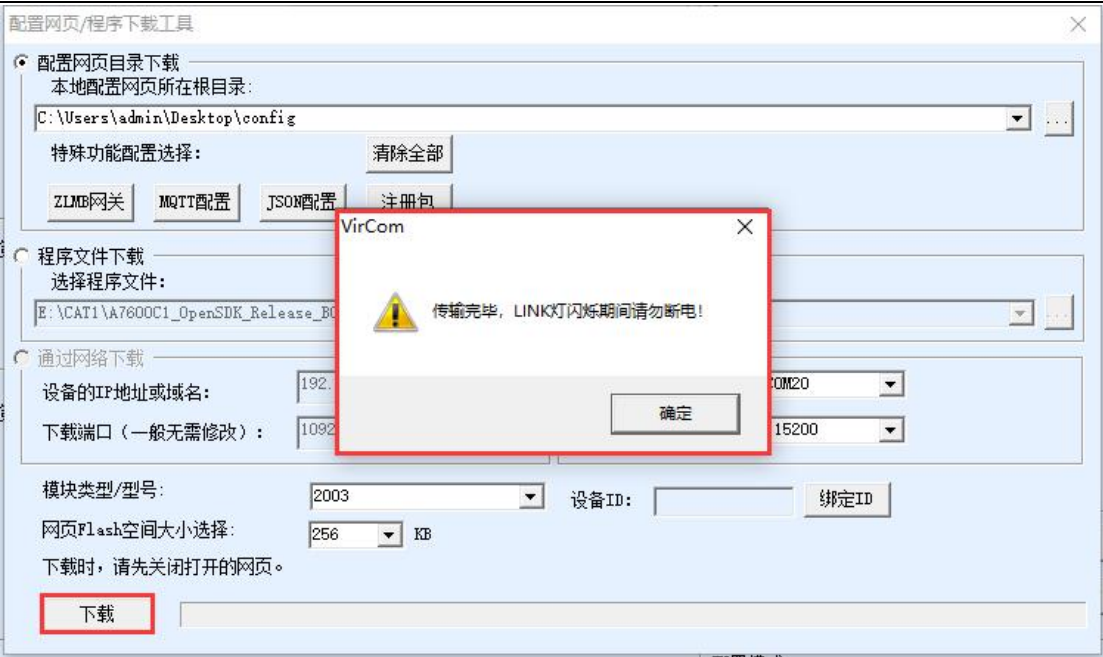 配置网页/程序下载工具
配置网页目录下载
本地配置网页所在根目录:
C:\Users\admin\Desktop\config
...
特殊功能配置选择:
清除全部
ZLMB网关
MQTT配置
JSON配置
注册包
VirCom
程序文件下载
选择程序文件:
传输完毕，LINK灯闪烁期间请勿断电!
E:\CAT1\A7600C1_OpenSDK_Release_BO
...
通过网络下载
设备的IP地址或域名:
192.
COM20
确定
下载端口（一般无需修改）:
1092
15200
模块类型/型号:
2003
设备ID:
绑定ID
网页Flash空间大小选择:
256
KB
下载时，请先关闭打开的网页。
下载